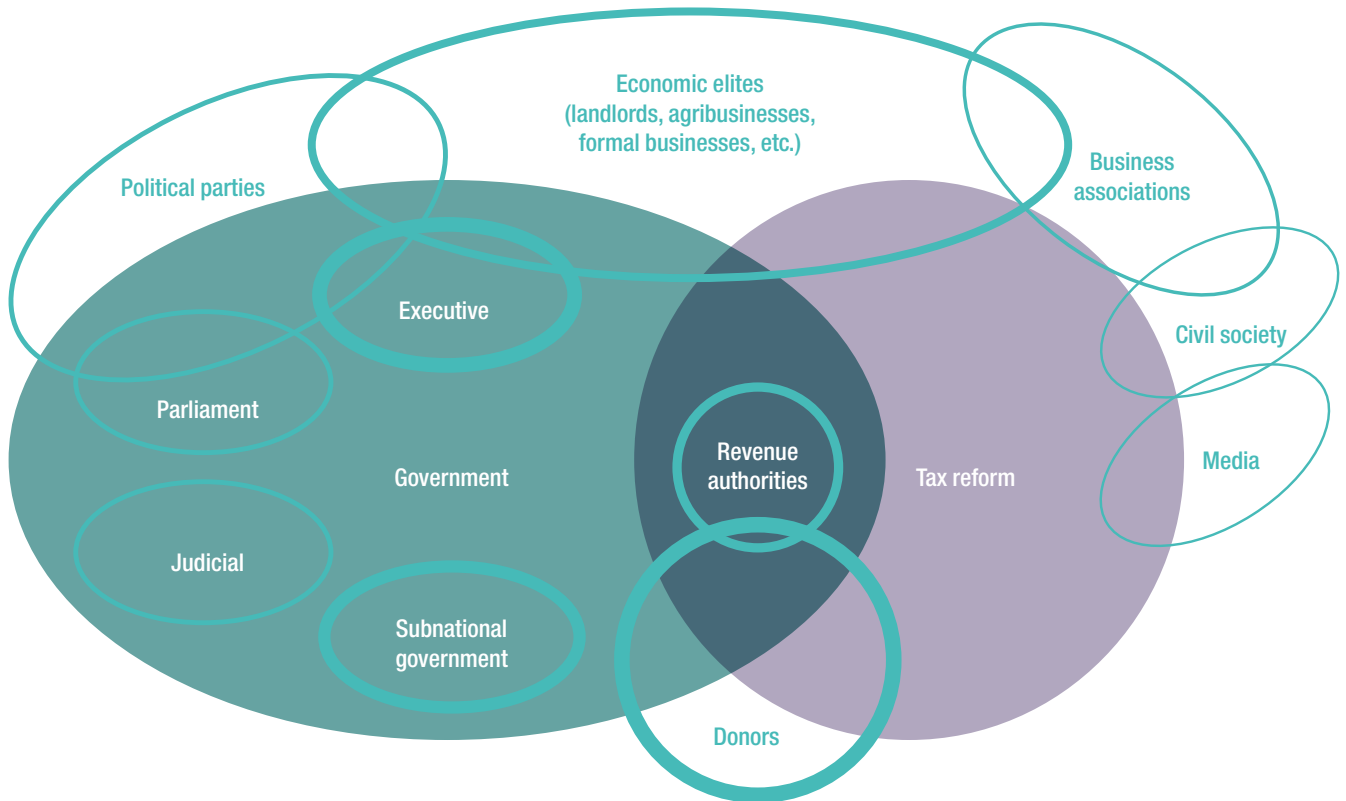 Economic elites
(landlords, agribusinesses,
formal businesses, etc.)
Business
associations
Political parties
Executive
Civil society
Parliament
Revenue
authorities
Media
Government
Tax reform
Judicial
Subnational
government
Donors